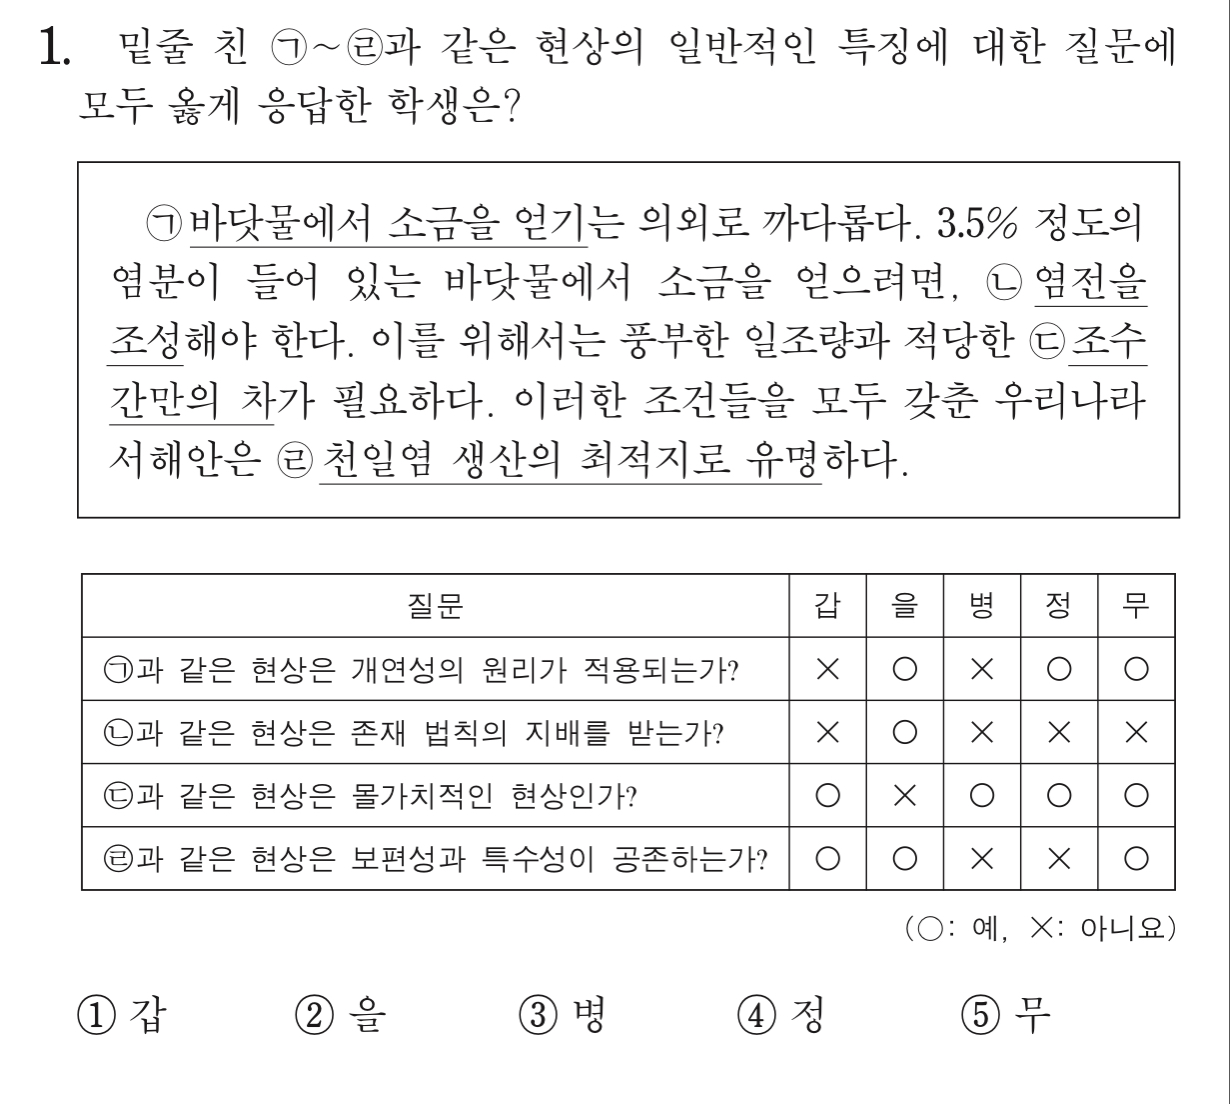 1. 밑줄 친 ㉠~㉣과 같은 현상의 일반적인 특징에 대한 질문에
모두 옳게 응답한 학생은?
㉠바닷물에서 소금을 얻기는 의외로 까다롭다. 3.5% 정도의
염분이 들어 있는 바닷물에서 소금을 얻으려면, ㉡염전을
조성해야 한다. 이를 위해서는 풍부한 일조량과 적당한 ㉢조수
간만의 차가 필요하다. 이러한 조건들을 모두 갖춘 우리나라
서해안은 ㉣천일염 생산의 최적지로 유명하다.
질문 갑 을 병 정 무
㉠과 같은 현상은 개연성의 원리가 적용되는가? × ○ × ○ ○
㉡과 같은 현상은 존재 법칙의 지배를 받는가? × ○ × × ×
㉢과 같은 현상은 몰가치적인 현상인가? ○ × ○ ○ ○
㉣과 같은 현상은 보편성과 특수성이 공존하는가? ○ ○ × × ○
(○: 예, ×: 아니요)
① 갑 ② 을 ③ 병 ④ 정 ⑤ 무